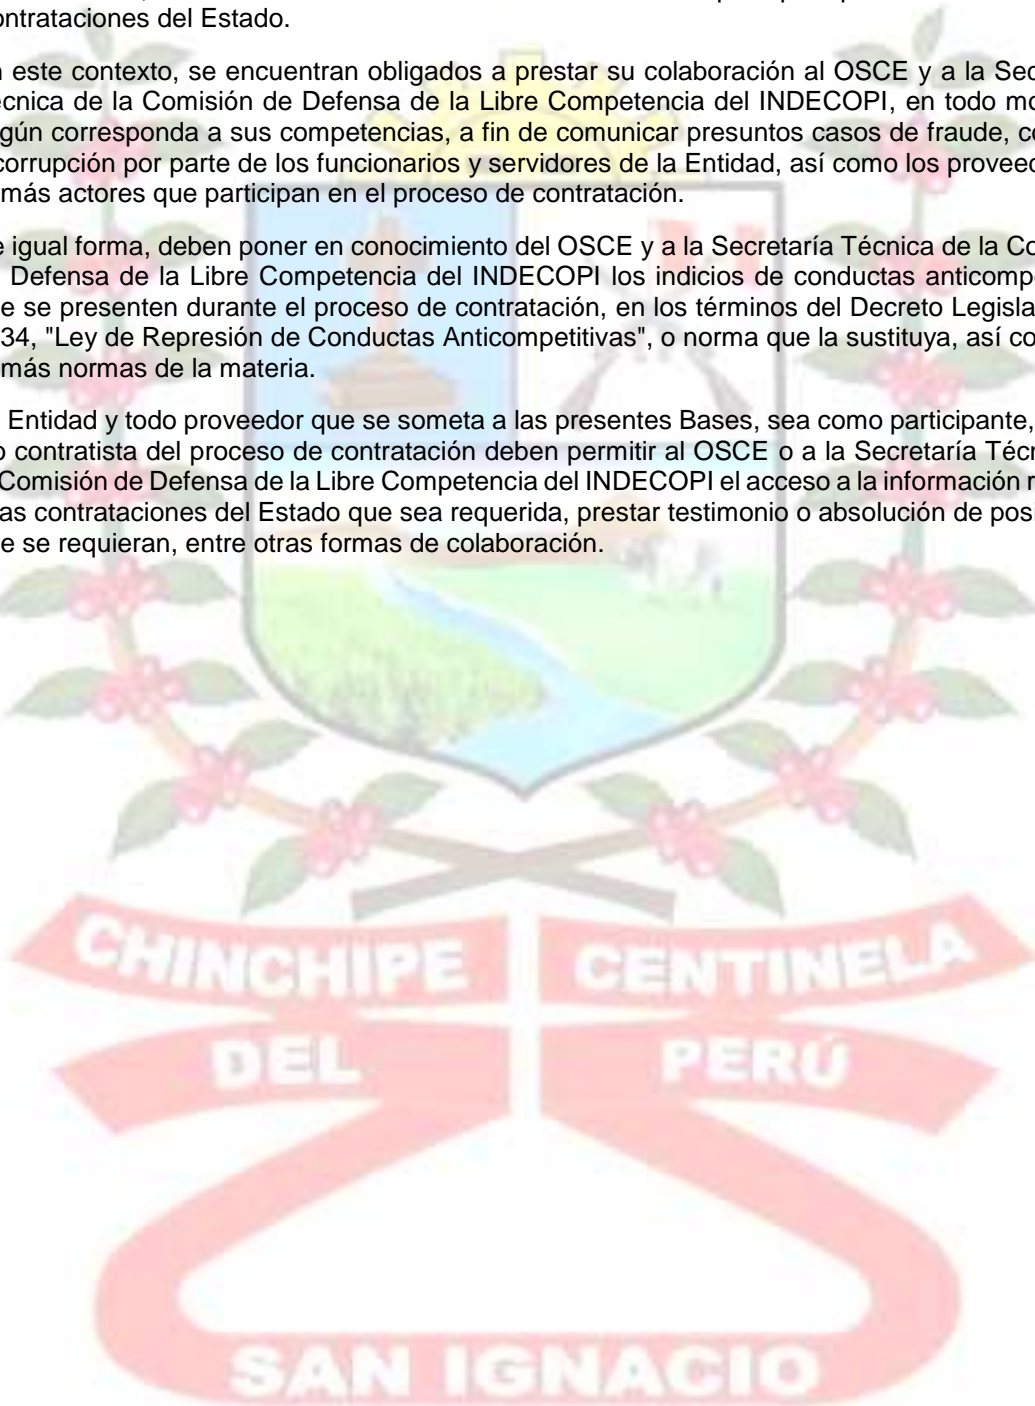 ontrataciones del Estado.
n este contexto, se encuentran obligados a prestar su colaboración al OSCE y a la Sec
écnica de la Comisión de Defensa de la Libre Competencia del INDECOPI, en todo mo
gún corresponda a sus competencias, a fin de comunicar presuntos casos de fraude, co
corrupción por parte de los funcionarios y servidores de la Entidad, así como los proveed
más actores que participan en el proceso de contratación.
e igual forma, deben poner en conocimiento del OSCE y a la Secretaría Técnica de la Co
Defensa de la Libre Competencia del INDECOPI los indicios de conductas anticompe
e se presenten durante el proceso de contratación, en los términos del Decreto Legisla
34, "Ley de Represión de Conductas Anticompetitivas", o norma que la sustituya, así co
más normas de la materia.
Entidad y todo proveedor que se someta a las presentes Bases, sea como participante,
o contratista del proceso de contratación deben permitir al OSCE o a la Secretaría Técn
Comisión de Defensa de la Libre Competencia del INDECOPI el acceso a la información r
as contrataciones del Estado que sea requerida, prestar testimonio o absolución de posi
e se requieran, entre otras formas de colaboración.
CHINCHIPE CENTINELA
DEL PERÚ
SAN IGNACIO